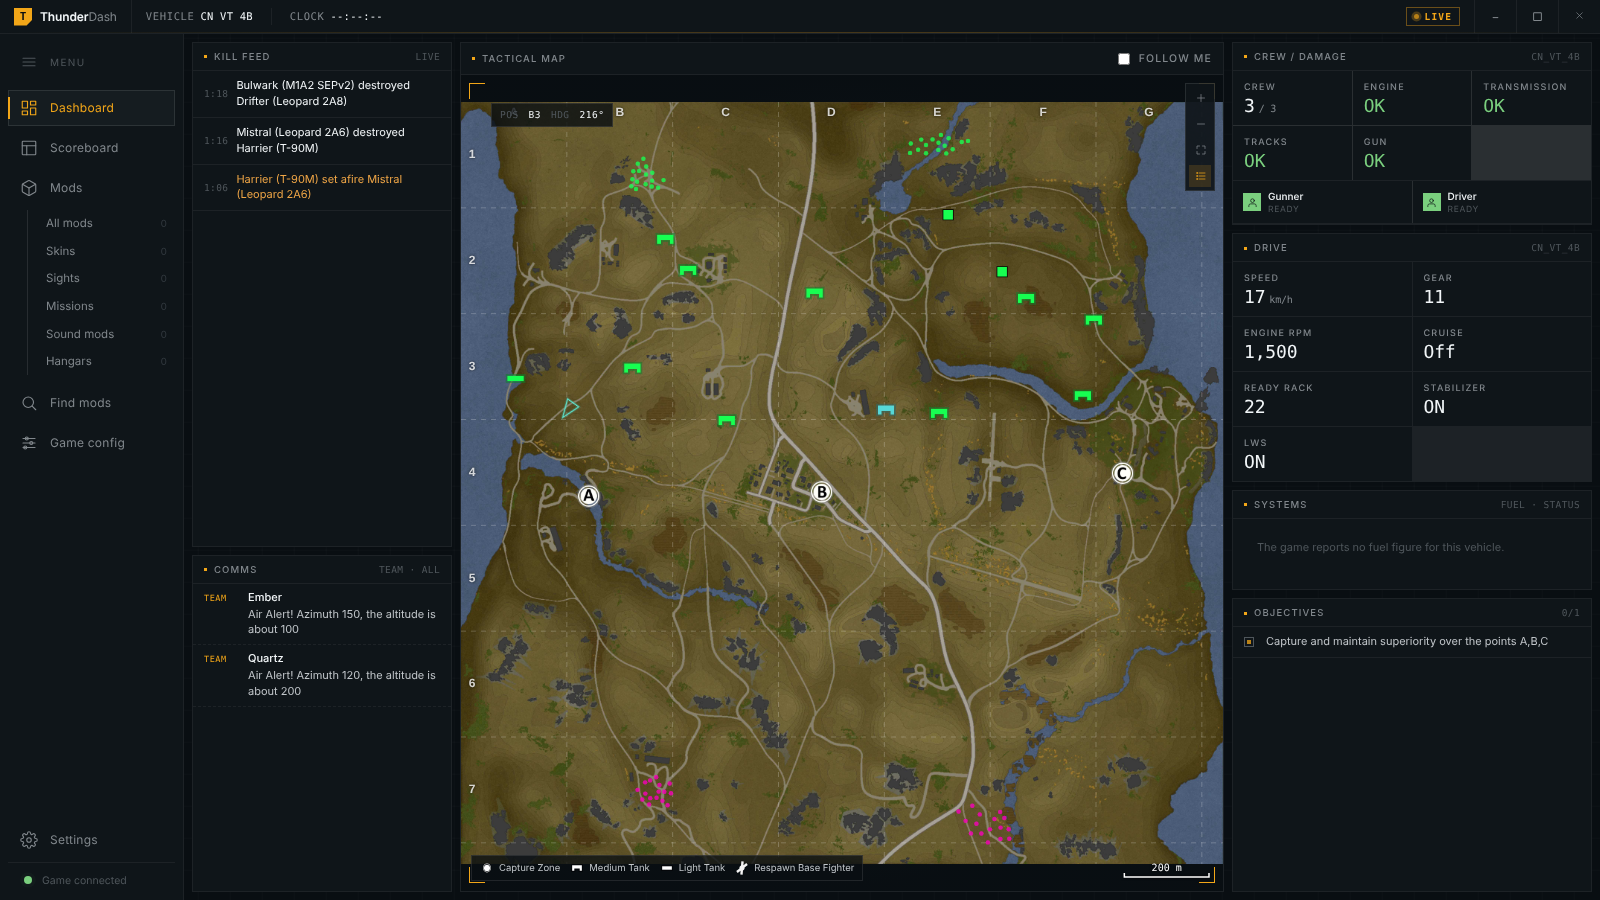 T ThunderDash
VEHICLE CN VT 4B
CLOCK --:--:--
LIVE
MENU
Dashboard
Scoreboard
Mods
All mods 0
Skins 0
Sights 0
Missions 0
Sound mods 0
Hangars 0
Find mods
Game config
Settings
Game connected
KILL FEED LIVE
1:18 Bulwark (M1A2 SEPv2) destroyed
Drifter (Leopard 2A8)
1:16 Mistral (Leopard 2A6) destroyed
Harrier (T-90M)
1:06 Harrier (T-90M) set afire Mistral
(Leopard 2A6)
COMMS TEAM · ALL
TEAM Ember
Air Alert! Azimuth 150, the altitude is
about 100
TEAM Quartz
Air Alert! Azimuth 120, the altitude is
about 200
TACTICAL MAP FOLLOW ME
POS B3 HDG 216°
B C D E F G
1
2
3
4
5
6
7
A
B
C
Capture Zone Medium Tank Light Tank Respawn Base Fighter
200 m
CREW / DAMAGE CN_VT_4B
CREW ENGINE TRANSMISSION
3 / 3 OK OK
TRACKS GUN
OK OK
Gunner Driver
READY READY
DRIVE CN_VT_4B
SPEED GEAR
17 km/h 11
ENGINE RPM CRUISE
1,500 Off
READY RACK STABILIZER
22 ON
LWS
ON
SYSTEMS FUEL · STATUS
The game reports no fuel figure for this vehicle.
OBJECTIVES 0/1
Capture and maintain superiority over the points A,B,C